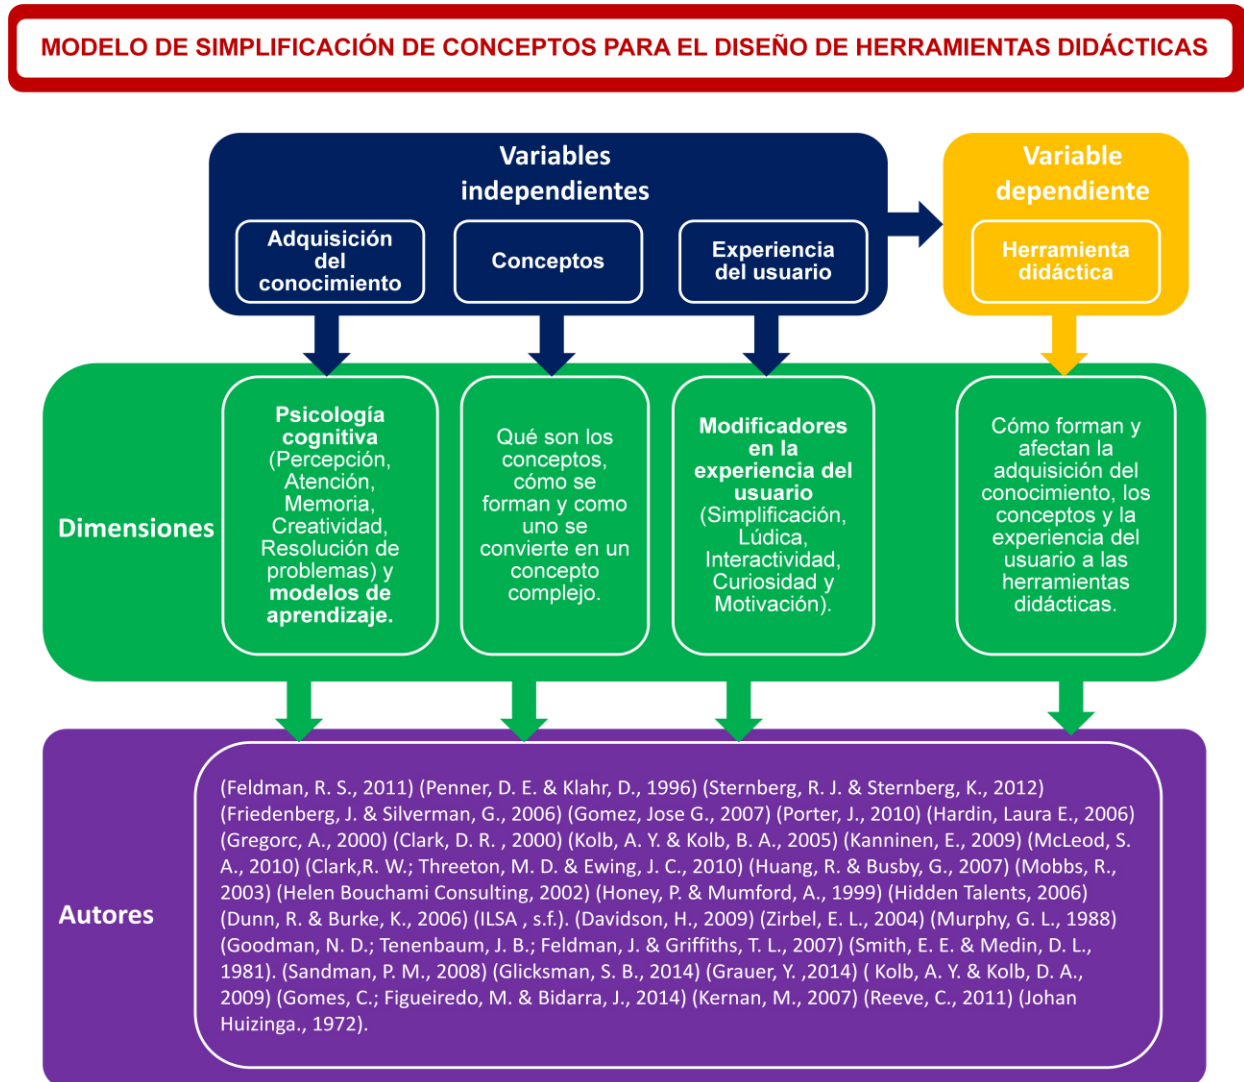 MODELO DE SIMPLIFICACIÓN DE CONCEPTOS PARA EL DISEÑO DE HERRAMIENTAS DIDÁCTICAS
Variables
independientes
Adquisición
del
conocimiento
Conceptos
Experiencia
del usuario
Variable
dependiente
Herramienta
didáctica
Dimensiones
Psicología
cognitiva
(Percepción,
Atención,
Memoria,
Creatividad,
Resolución de
problemas) y
modelos de
aprendizaje.
Qué son los
conceptos,
cómo se
forman y como
uno se
convierte en un
concepto
complejo.
Modificadores
en la
experiencia del
usuario
(Simplificación,
Lúdica,
Interactividad,
Curiosidad y
Motivación).
Cómo forman y
afectan la
adquisición del
conocimiento, los
conceptos y la
experiencia del
usuario a las
herramientas
didácticas.
Autores
(Feldman, R. S., 2011) (Penner, D. E. & Klahr, D., 1996) (Sternberg, R. J. & Sternberg, K., 2012)
(Friedenberg, J. & Silverman, G., 2006) (Gomez, Jose G., 2007) (Porter, J., 2010) (Hardin, Laura E., 2006)
(Gregorc, A., 2000) (Clark, D. R. , 2000) (Kolb, A. Y. & Kolb, B. A., 2005) (Kanninen, E., 2009) (McLeod, S.
A., 2010) (Clark,R. W.; Threeton, M. D. & Ewing, J. C., 2010) (Huang, R. & Busby, G., 2007) (Mobbs, R.,
2003) (Helen Bouchami Consulting, 2002) (Honey, P. & Mumford, A., 1999) (Hidden Talents, 2006)
(Dunn, R. & Burke, K., 2006) (ILSA , s.f.). (Davidson, H., 2009) (Zirbel, E. L., 2004) (Murphy, G. L., 1988)
(Goodman, N. D.; Tenenbaum, J. B.; Feldman, J. & Griffiths, T. L., 2007) (Smith, E. E. & Medin, D. L.,
1981). (Sandman, P. M., 2008) (Glicksman, S. B., 2014) (Grauer, Y. ,2014) ( Kolb, A. Y. & Kolb, D. A.,
2009) (Gomes, C.; Figueiredo, M. & Bidarra, J., 2014) (Kernan, M., 2007) (Reeve, C., 2011) (Johan
Huizinga., 1972).